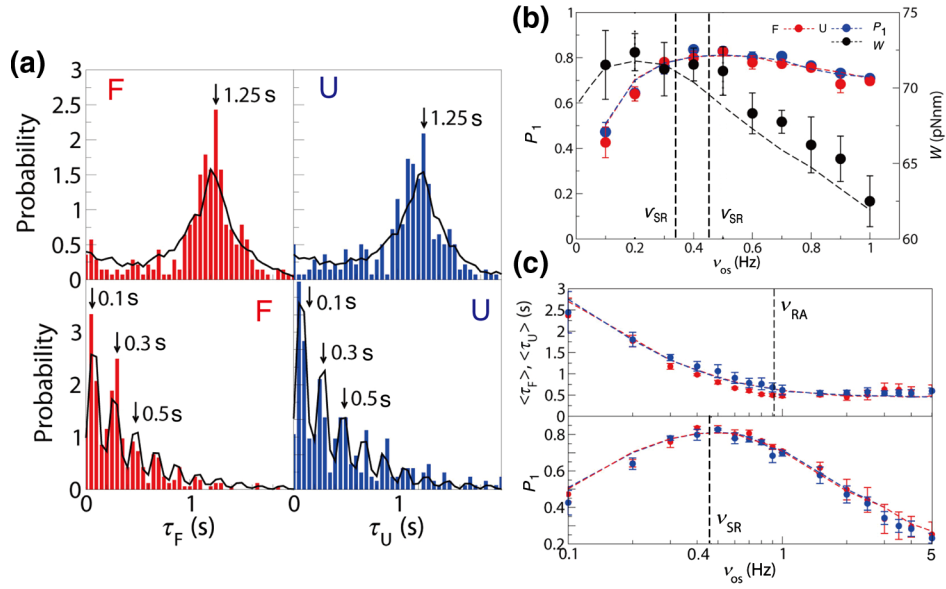 (a)
F
U
3
2.5
2
1.5
1
0.5
0
Probability
1.25 s
1.25 s
F
U
3
2
1
0
Probability
0.1 s
0.3 s
0.5 s
0.1 s
0.3 s
0.5 s
0 1 0 1
τF (s) τU (s)
(b)
1
0.8
0.6
0.4
0.2
0
P1
F U P1
W
75
70
65
60
W (pNnm)
νSR νSR
0 0.2 0.4 0.6 0.8 1
νos (Hz)
(c)
3
2.5
2
1.5
1
0.5
0
<τF>, <τU> (s)
νRA
0.8
0.6
0.4
0.2
P1
νSR
0.1 0.4 1 5
νos (Hz)